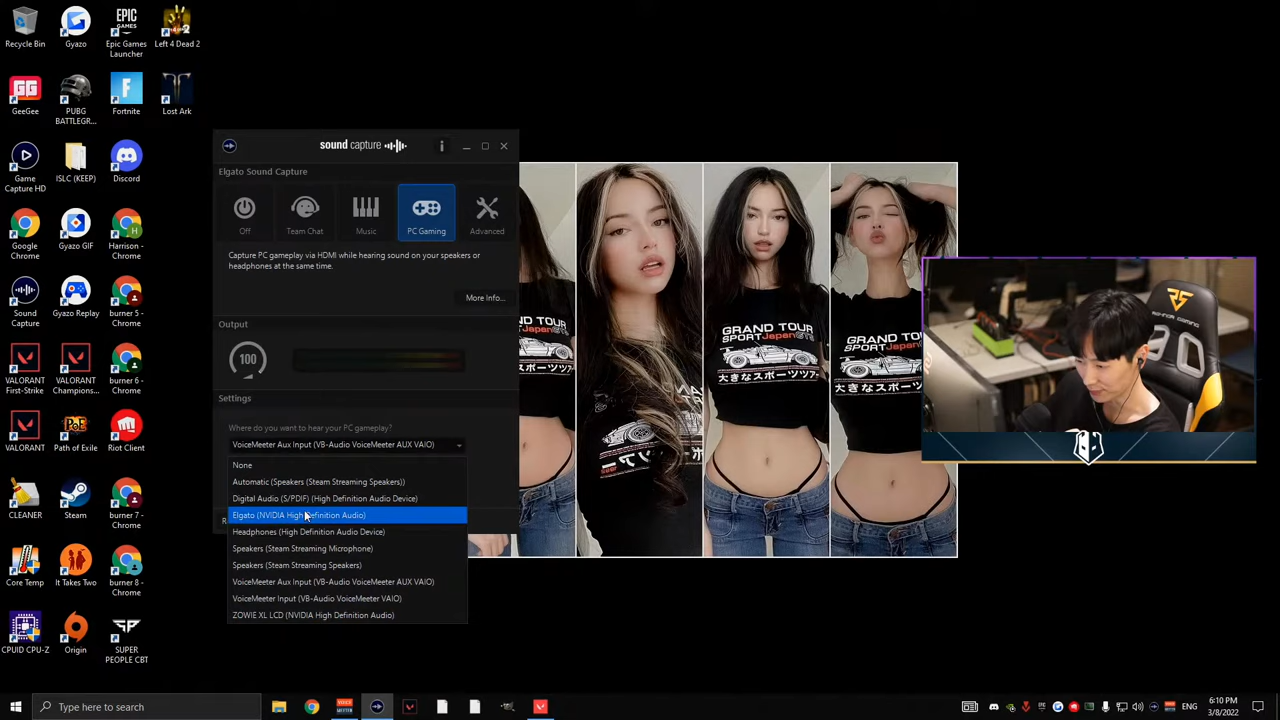 Recycle Bin
Gyazo
Epic Games Launcher
Left 4 Dead 2
GeeGee
PUBG BATTLEGR...
Fortnite
Lost Ark
Game Capture HD
ISLC (KEEP)
Discord
Google Chrome
Gyazo GIF
Harrison - Chrome
Sound Capture
Gyazo Replay
burner 5 - Chrome
VALORANT First-Strike
VALORANT Champions...
burner 6 - Chrome
VALORANT
Path of Exile
Riot Client
CLEANER
Steam
burner 7 - Chrome
Core Temp
It Takes Two
burner 8 - Chrome
CPUID CPU-Z
Origin
SUPER PEOPLE CBT
sound capture
Elgato Sound Capture
Off
Team Chat
Music
PC Gaming
Advanced
Capture PC gameplay via HDMI while hearing sound on your speakers or
headphones at the same time.
More Info...
Output
100
Settings
Where do you want to hear your PC gameplay?
VoiceMeeter Aux Input (VB-Audio VoiceMeeter AUX VAIO)
None
Automatic (Speakers (Steam Streaming Speakers))
Digital Audio (S/PDIF) (High Definition Audio Device)
Elgato (NVIDIA High Definition Audio)
Headphones (High Definition Audio Device)
Speakers (Steam Streaming Microphone)
Speakers (Steam Streaming Speakers)
VoiceMeeter Aux Input (VB-Audio VoiceMeeter AUX VAIO)
VoiceMeeter Input (VB-Audio VoiceMeeter VAIO)
ZOWIE XL LCD (NVIDIA High Definition Audio)
GRAND TOUR
SPORT JapanGTS
大きなスポーツツアー
GRAND TOUR
SPORT JapanGTS
Type here to search
ENG
6:10 PM
3/8/2022